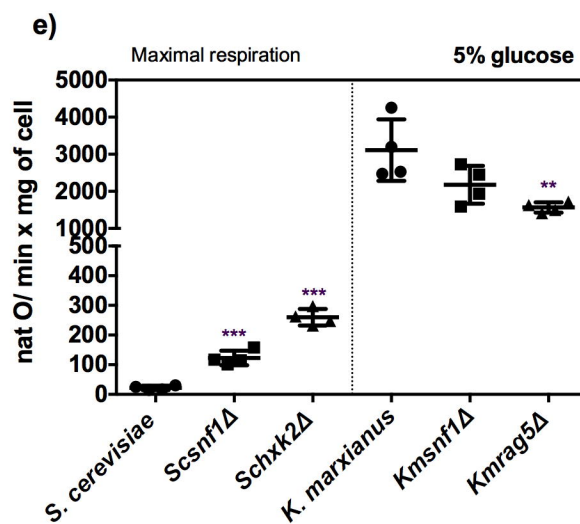 e)
Maximal respiration
5% glucose
nat O/ min x mg of cell
5000
4000
3000
2000
1000
500
400
300
200
100
0
***
***
**
S. cerevisiae
Scsnf1Δ
Schxk2Δ
K. marxianus
Kmsnf1Δ
Kmrag5Δ